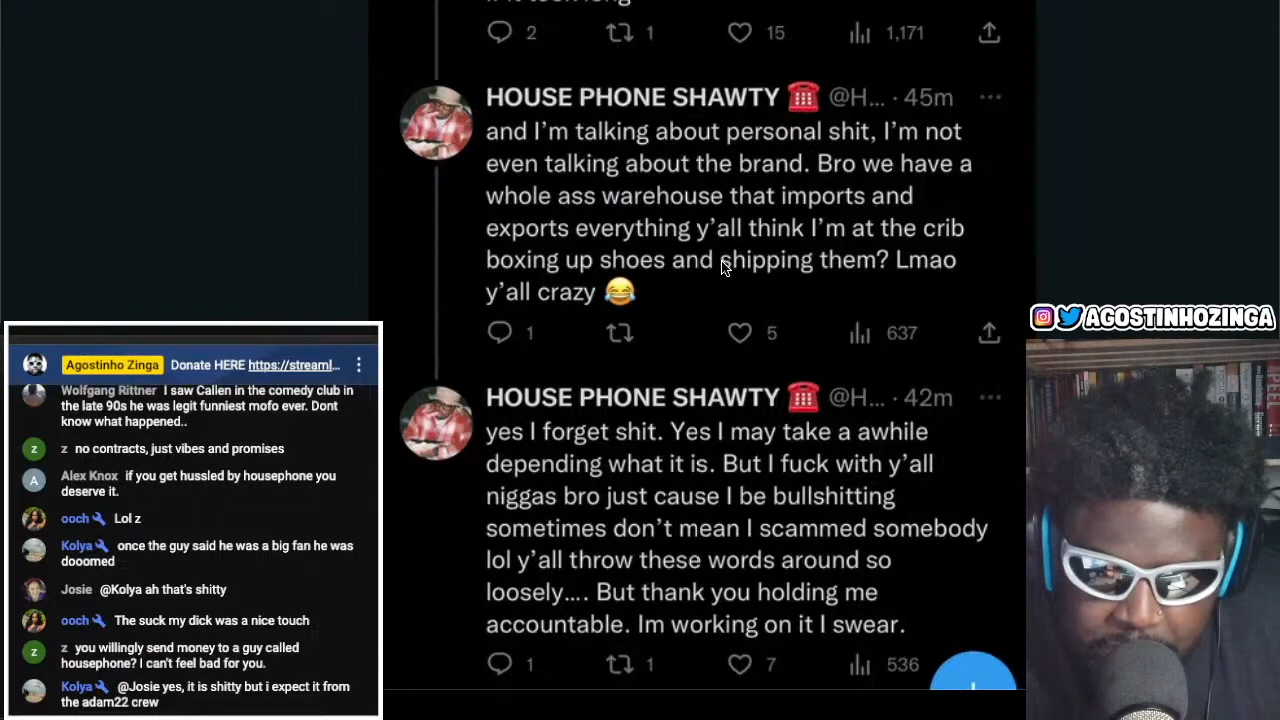 2 1 15 1,171
HOUSE PHONE SHAWTY ☎️ @H... · 45m ···
and I'm talking about personal shit, I'm not
even talking about the brand. Bro we have a
whole ass warehouse that imports and
exports everything y'all think I'm at the crib
boxing up shoes and shipping them? Lmao
y'all crazy 😂
1 5 637
HOUSE PHONE SHAWTY ☎️ @H... · 42m ···
yes I forget shit. Yes I may take a awhile
depending what it is. But I fuck with y'all
niggas bro just cause I be bullshitting
sometimes don't mean I scammed somebody
lol y'all throw these words around so
loosely.... But thank you holding me
accountable. Im working on it I swear.
1 1 7 536
AGOSTINHOZINGA
Agostinho Zinga Donate HERE https://streaml...
Wolfgang Rittner I saw Callen in the comedy club in
the late 90s he was legit funniest mofo ever. Dont
know what happened..
z z no contracts, just vibes and promises
A Alex Knox if you get hussled by housephone you
deserve it.
ooch Lol z
Kolya once the guy said he was a big fan he was
dooomed
Josie @Kolya ah that's shitty
ooch The suck my dick was a nice touch
z z you willingly send money to a guy called
housephone? I can't feel bad for you.
Kolya @Josie yes, it is shitty but i expect it from
the adam22 crew